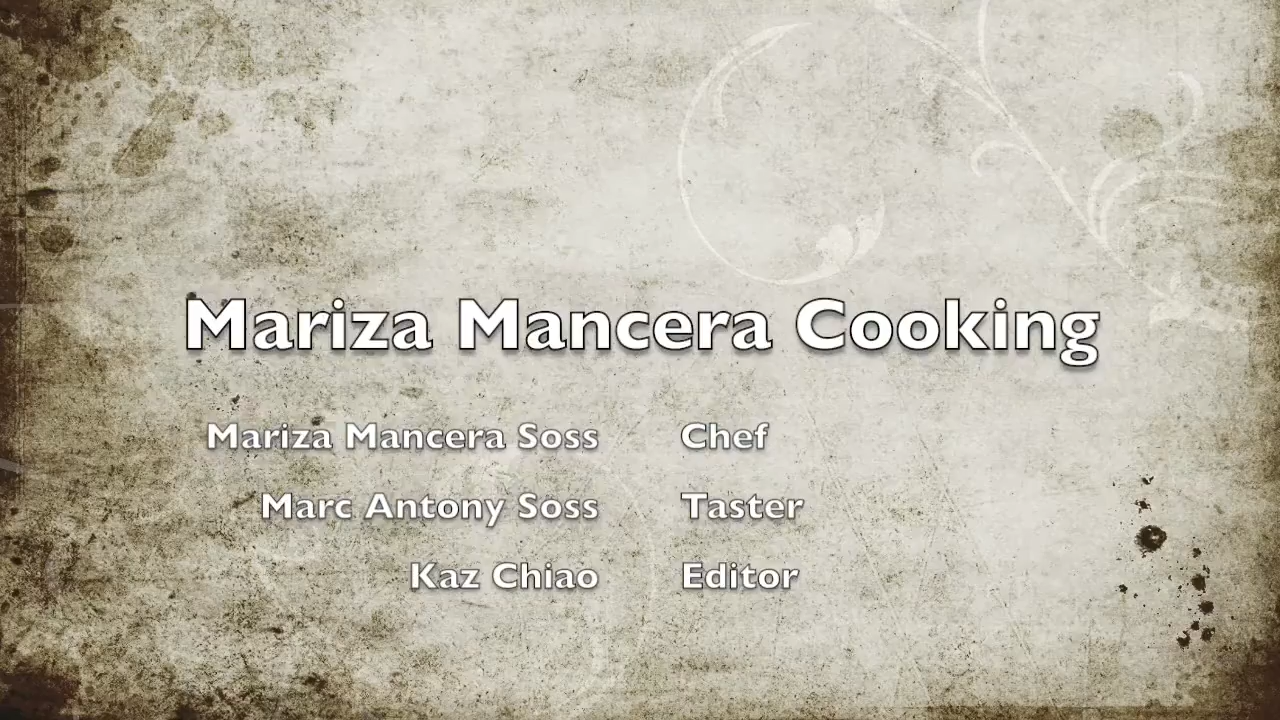 Mariza Mancera Cooking
Mariza Mancera Soss Chef
Marc Antony Soss Taster
Kaz Chiao Editor